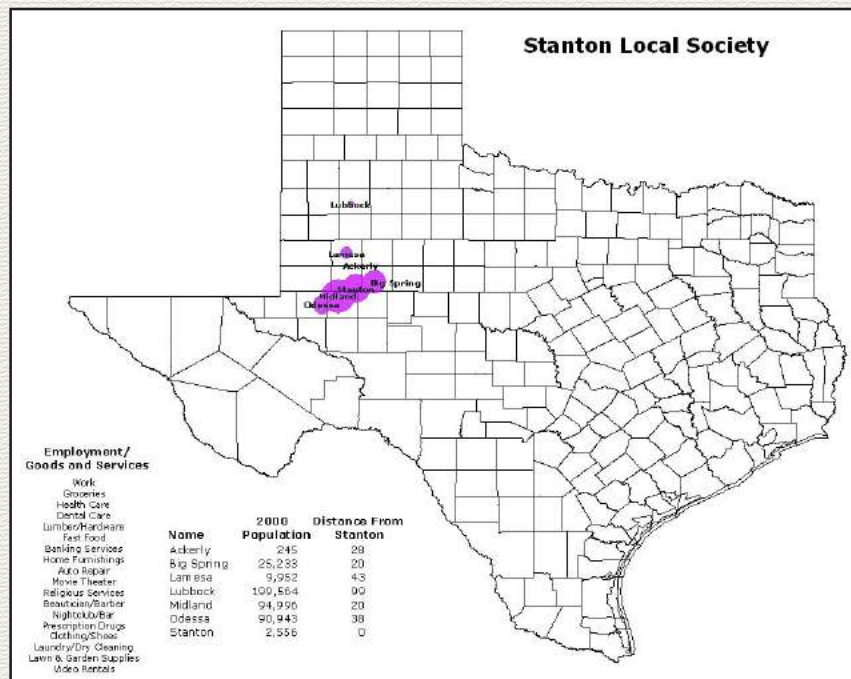 Stanton Local Society
Lubbock
Lamesa
Ackerly
Big Spring
Stanton
Midland
Odessa
Employment/
Goods and Services
Work
Groceries
Health Care
Dental Care
Lumber/Hardware
Fast Food
Banking Services
Home Furnishings
Auto Repair
Movie Theater
Religious Services
Beautician/Barber
Nightclub/Bar
Prescription Drugs
Clothing/Shoes
Laundry/Dry Cleaning
Lawn & Garden Supplies
Video Rentals
2000 Distance From
Name Population Stanton
Ackerly 245 28
Big Spring 25,233 20
Lamesa 9,952 43
Lubbock 199,564 99
Midland 94,996 20
Odessa 90,943 38
Stanton 2,556 0